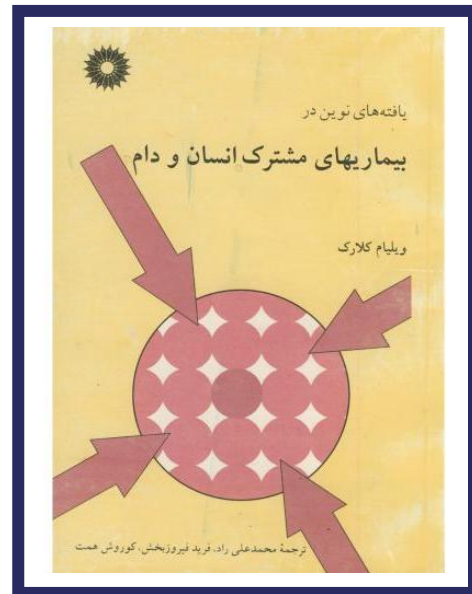 یافته‌های نوین در
بیماریهای مشترک انسان و دام
ویلیام کلارک
ترجمهٔ محمدعلی راد، فرید فیروزبخش، کوروش همت